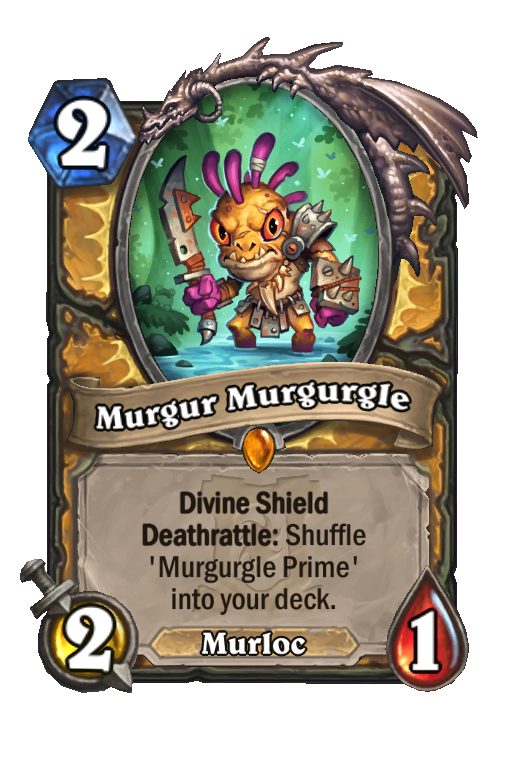 2
Murgur Murgurgle
Divine Shield
Deathrattle: Shuffle
'Murgurgle Prime'
into your deck.
2
Murloc
1